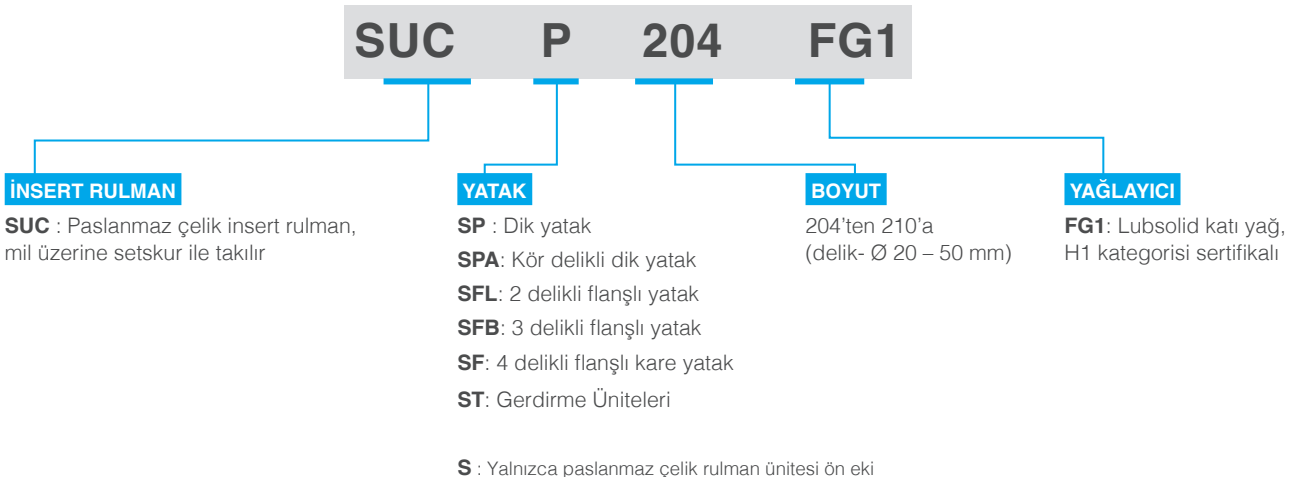 SUC P 204 FG1
İNSERT RULMAN
SUC : Paslanmaz çelik insert rulman,
mil üzerine setskur ile takılır
YATAK
SP : Dik yatak
SPA: Kör delikli dik yatak
SFL: 2 delikli flanşlı yatak
SFB: 3 delikli flanşlı yatak
SF: 4 delikli flanşlı kare yatak
ST: Gerdirme Üniteleri
S : Yalnızca paslanmaz çelik rulman ünitesi ön eki
BOYUT
204’ten 210’a
(delik- Ø 20 – 50 mm)
YAĞLAYICI
FG1: Lubsolid katı yağ,
H1 kategorisi sertifikalı